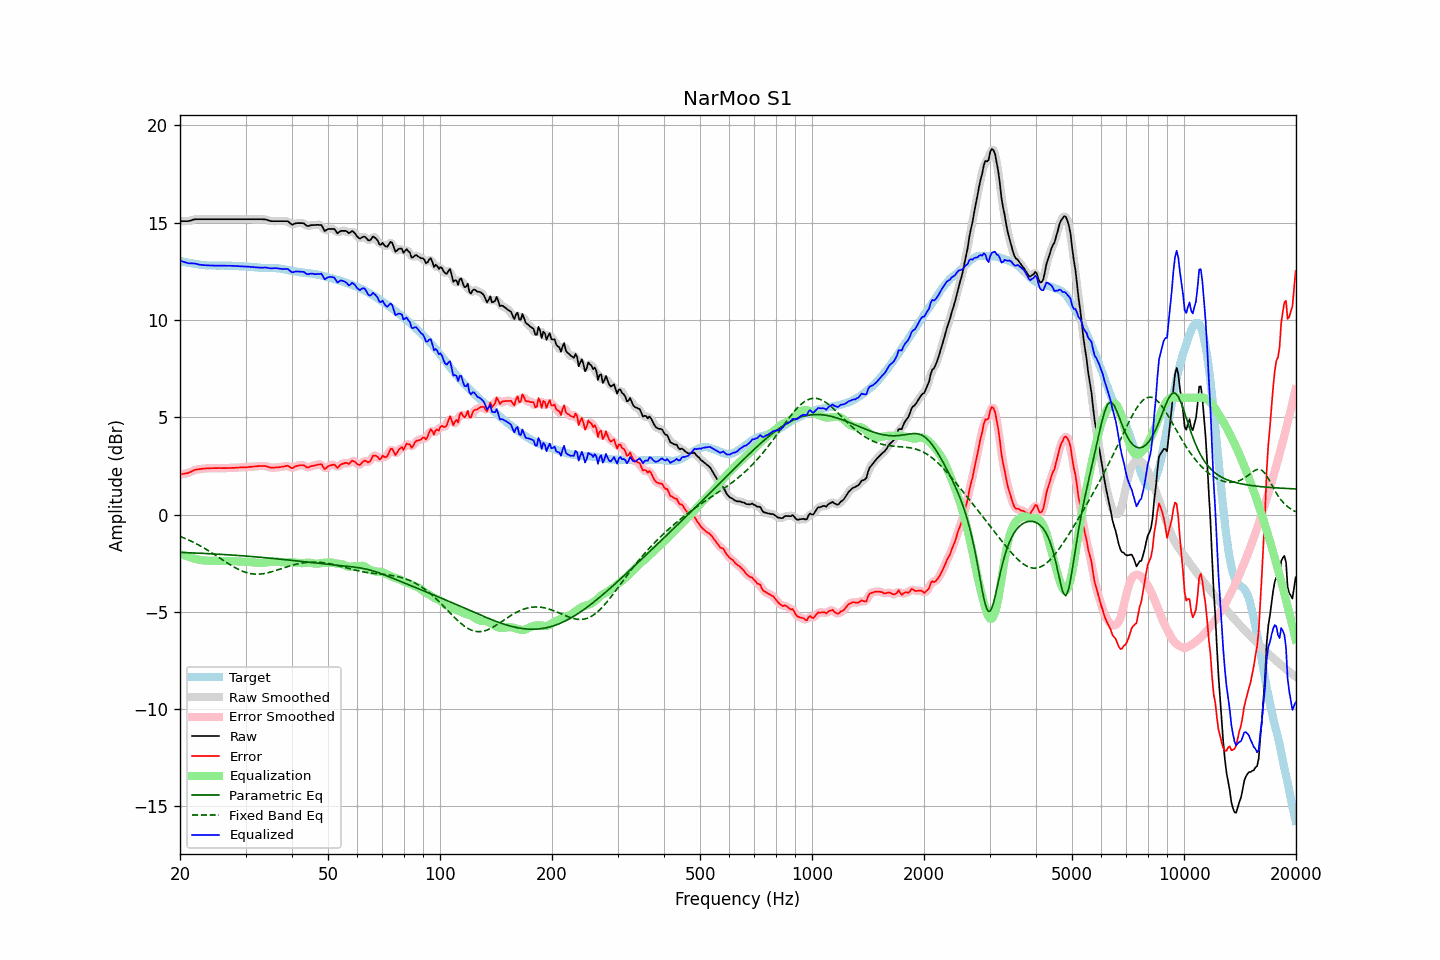 NarMoo S1
Amplitude (dBr)
20
15
10
5
0
−5
−10
−15
Target
Raw Smoothed
Error Smoothed
Raw
Error
Equalization
Parametric Eq
Fixed Band Eq
Equalized
20 50 100 200 500 1000 2000 5000 10000 20000
Frequency (Hz)